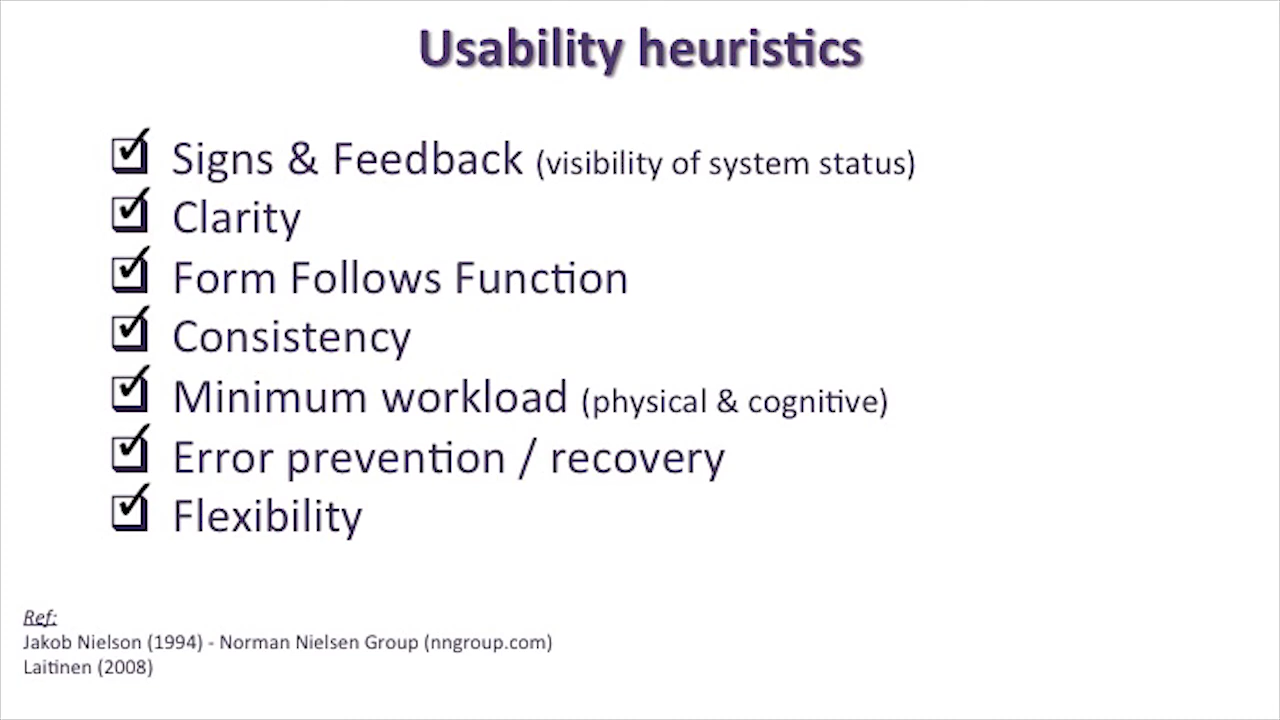 Usability heuristics
Signs & Feedback (visibility of system status)
Clarity
Form Follows Function
Consistency
Minimum workload (physical & cognitive)
Error prevention / recovery
Flexibility
Ref:
Jakob Nielson (1994) - Norman Nielsen Group (nngroup.com)
Laitinen (2008)